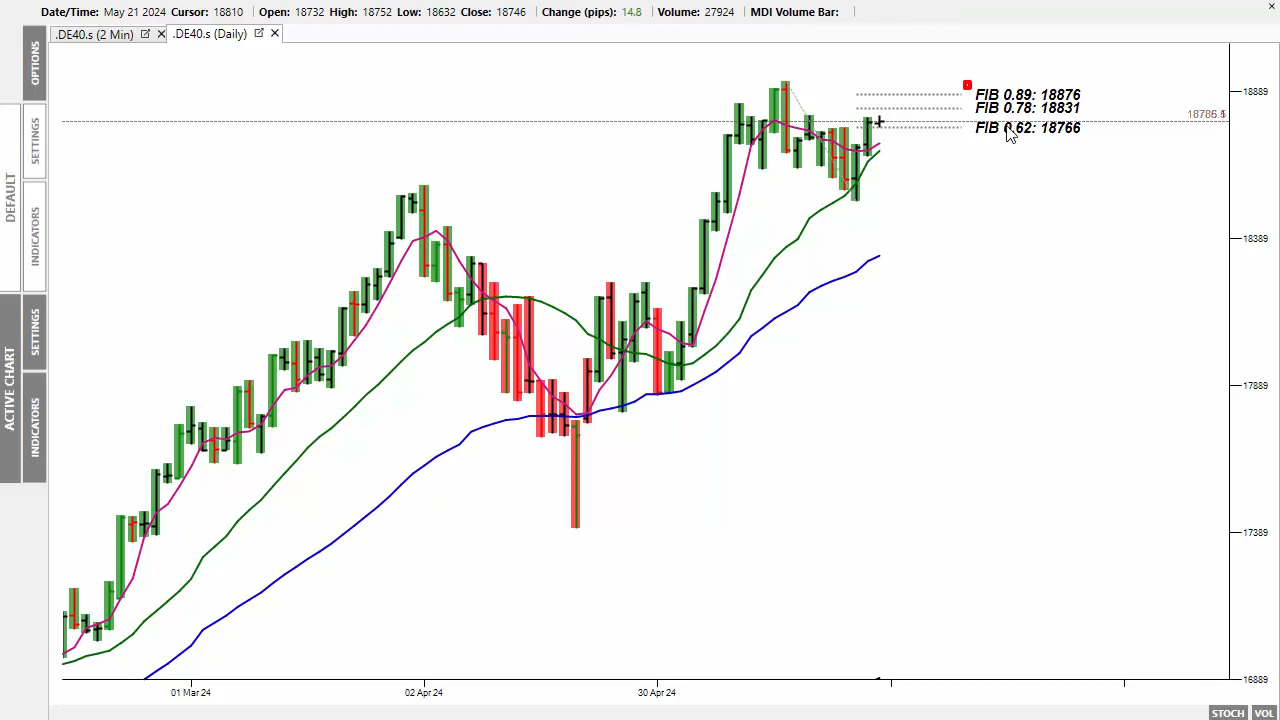 Date/Time: May 21 2024 Cursor: 18810 Open: 18732 High: 18752 Low: 18632 Close: 18746 Change (pips): 14.8 Volume: 27924 MDI Volume Bar:
.DE40.s (2 Min) .DE40.s (Daily)
OPTIONS
SETTINGS
INDICATORS
DEFAULT
SETTINGS
INDICATORS
ACTIVE CHART
FIB 0.89: 18876
FIB 0.78: 18831
FIB 0.62: 18766
18889
18389
17889
17389
16889
01 Mar 24 02 Apr 24 30 Apr 24
STOCH VOL